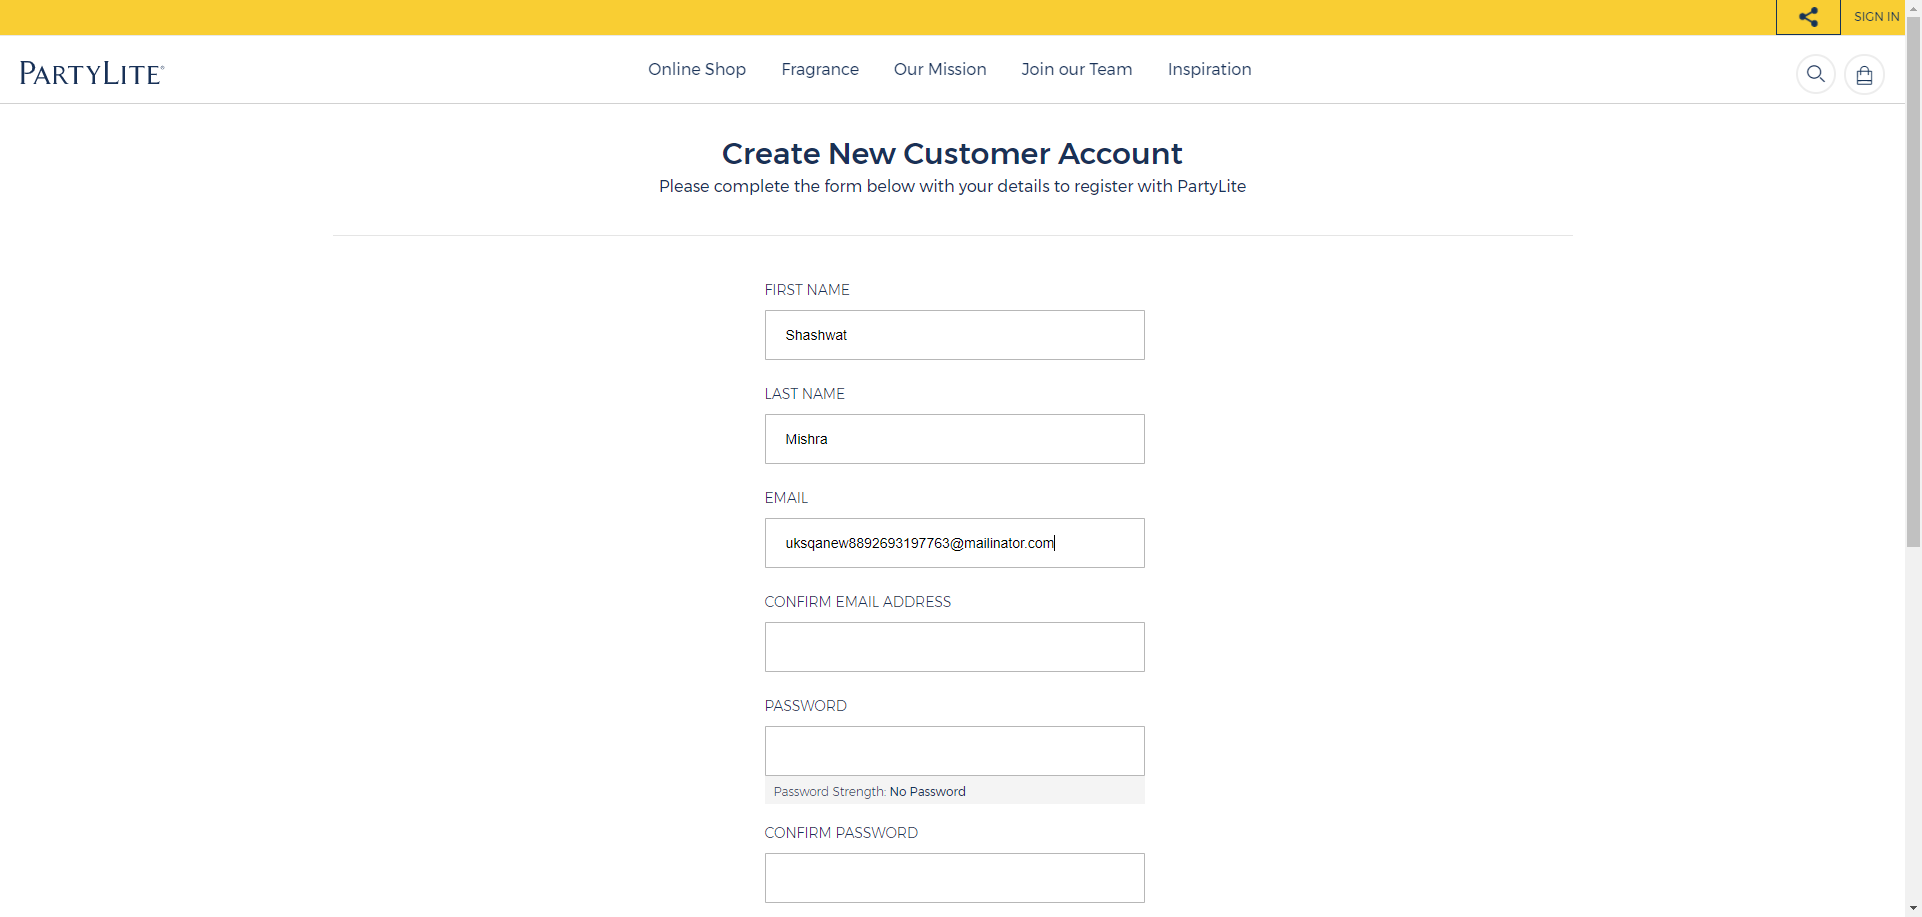 SIGN IN
PARTYLITE®
Online Shop Fragrance Our Mission Join our Team Inspiration
Create New Customer Account
Please complete the form below with your details to register with PartyLite
FIRST NAME
Shashwat
LAST NAME
Mishra
EMAIL
uksqanew8892693197763@mailinator.com
CONFIRM EMAIL ADDRESS
PASSWORD
Password Strength: No Password
CONFIRM PASSWORD